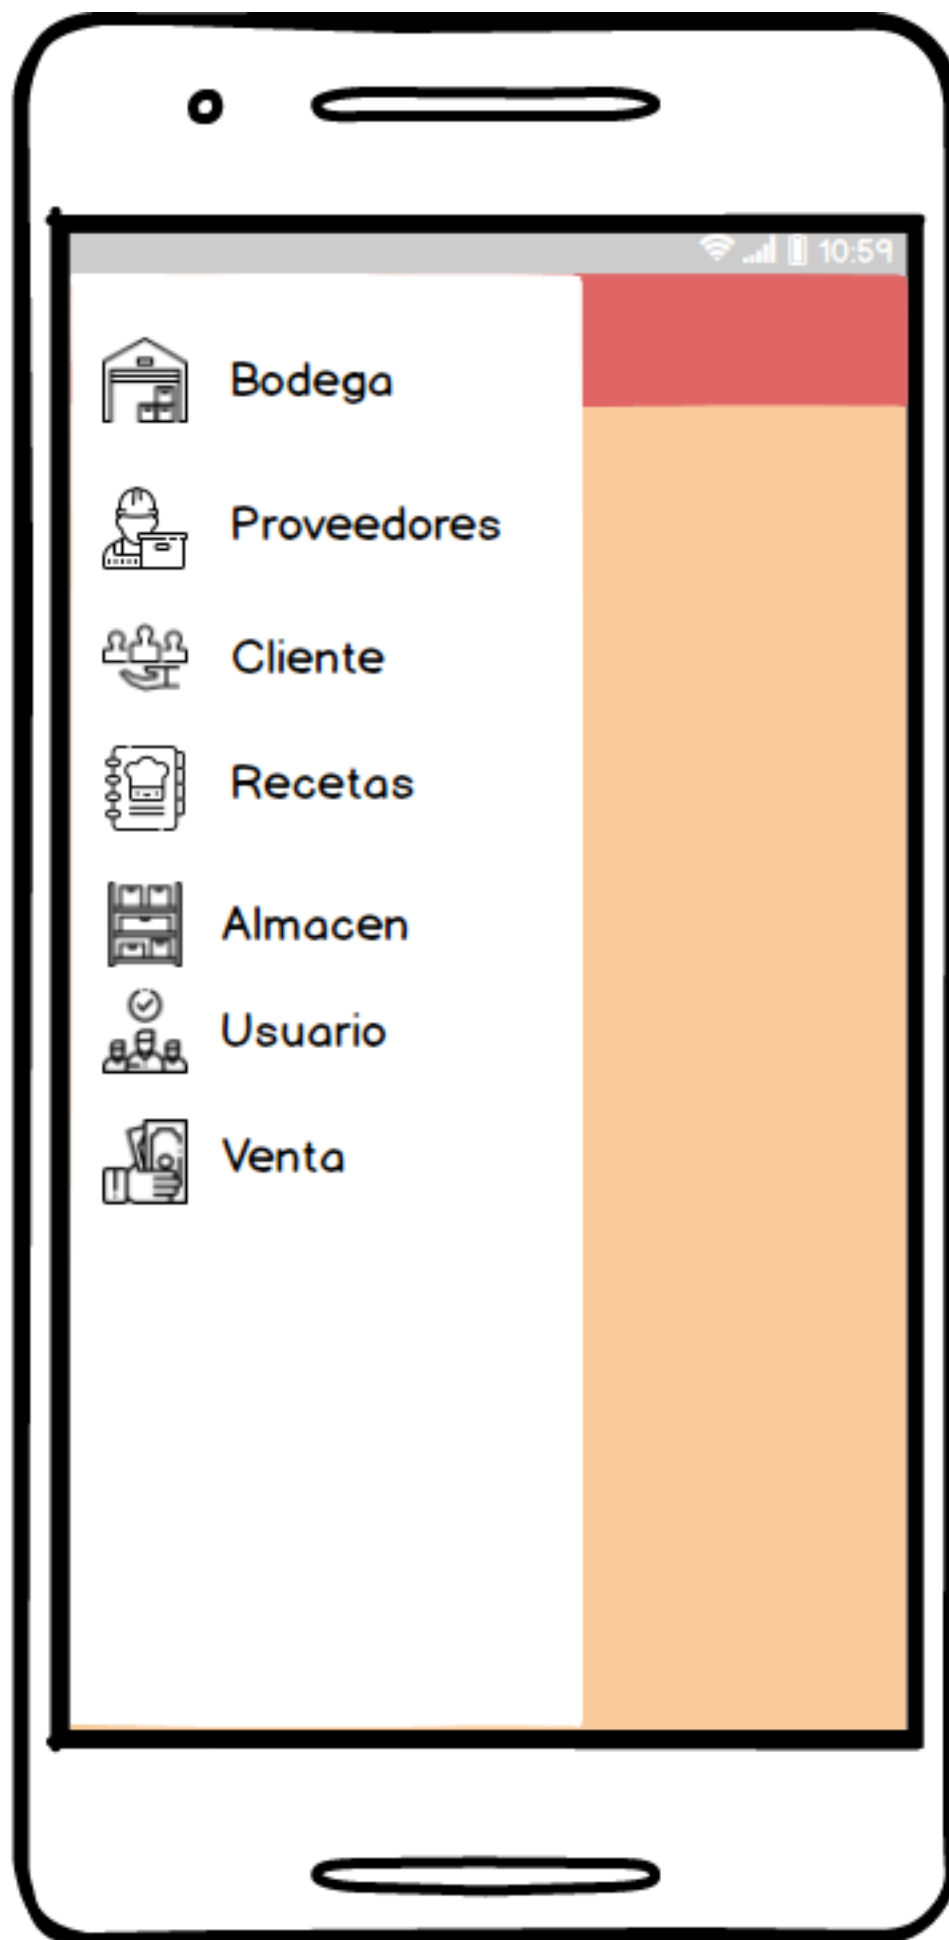 10:59
Bodega
Proveedores
Cliente
Recetas
Almacen
Usuario
Venta